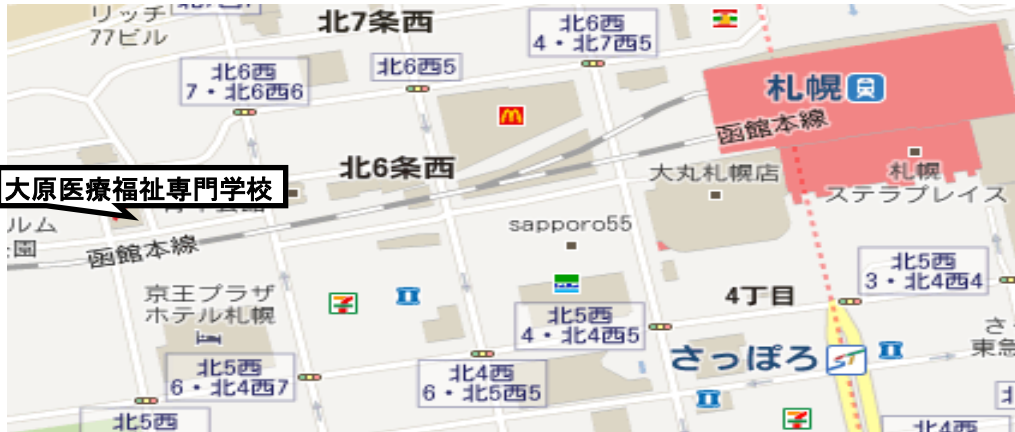 リッチ
77ビル
北7条西
北6西
4・北7西5
北6西
7・北6西6
北6西5
札幌
函館本線
北6条西
大丸札幌店
札幌
ステラプレイス
大原医療福祉専門学校
ルム
函館本線
sapporo55
京王プラザ
ホテル札幌
4丁目
北5西
3・北4西4
北5西
4・北4西5
さっぽろ
ST
東急
北5西
6・北4西7
北4西
6・北5西5
北5西
北4西